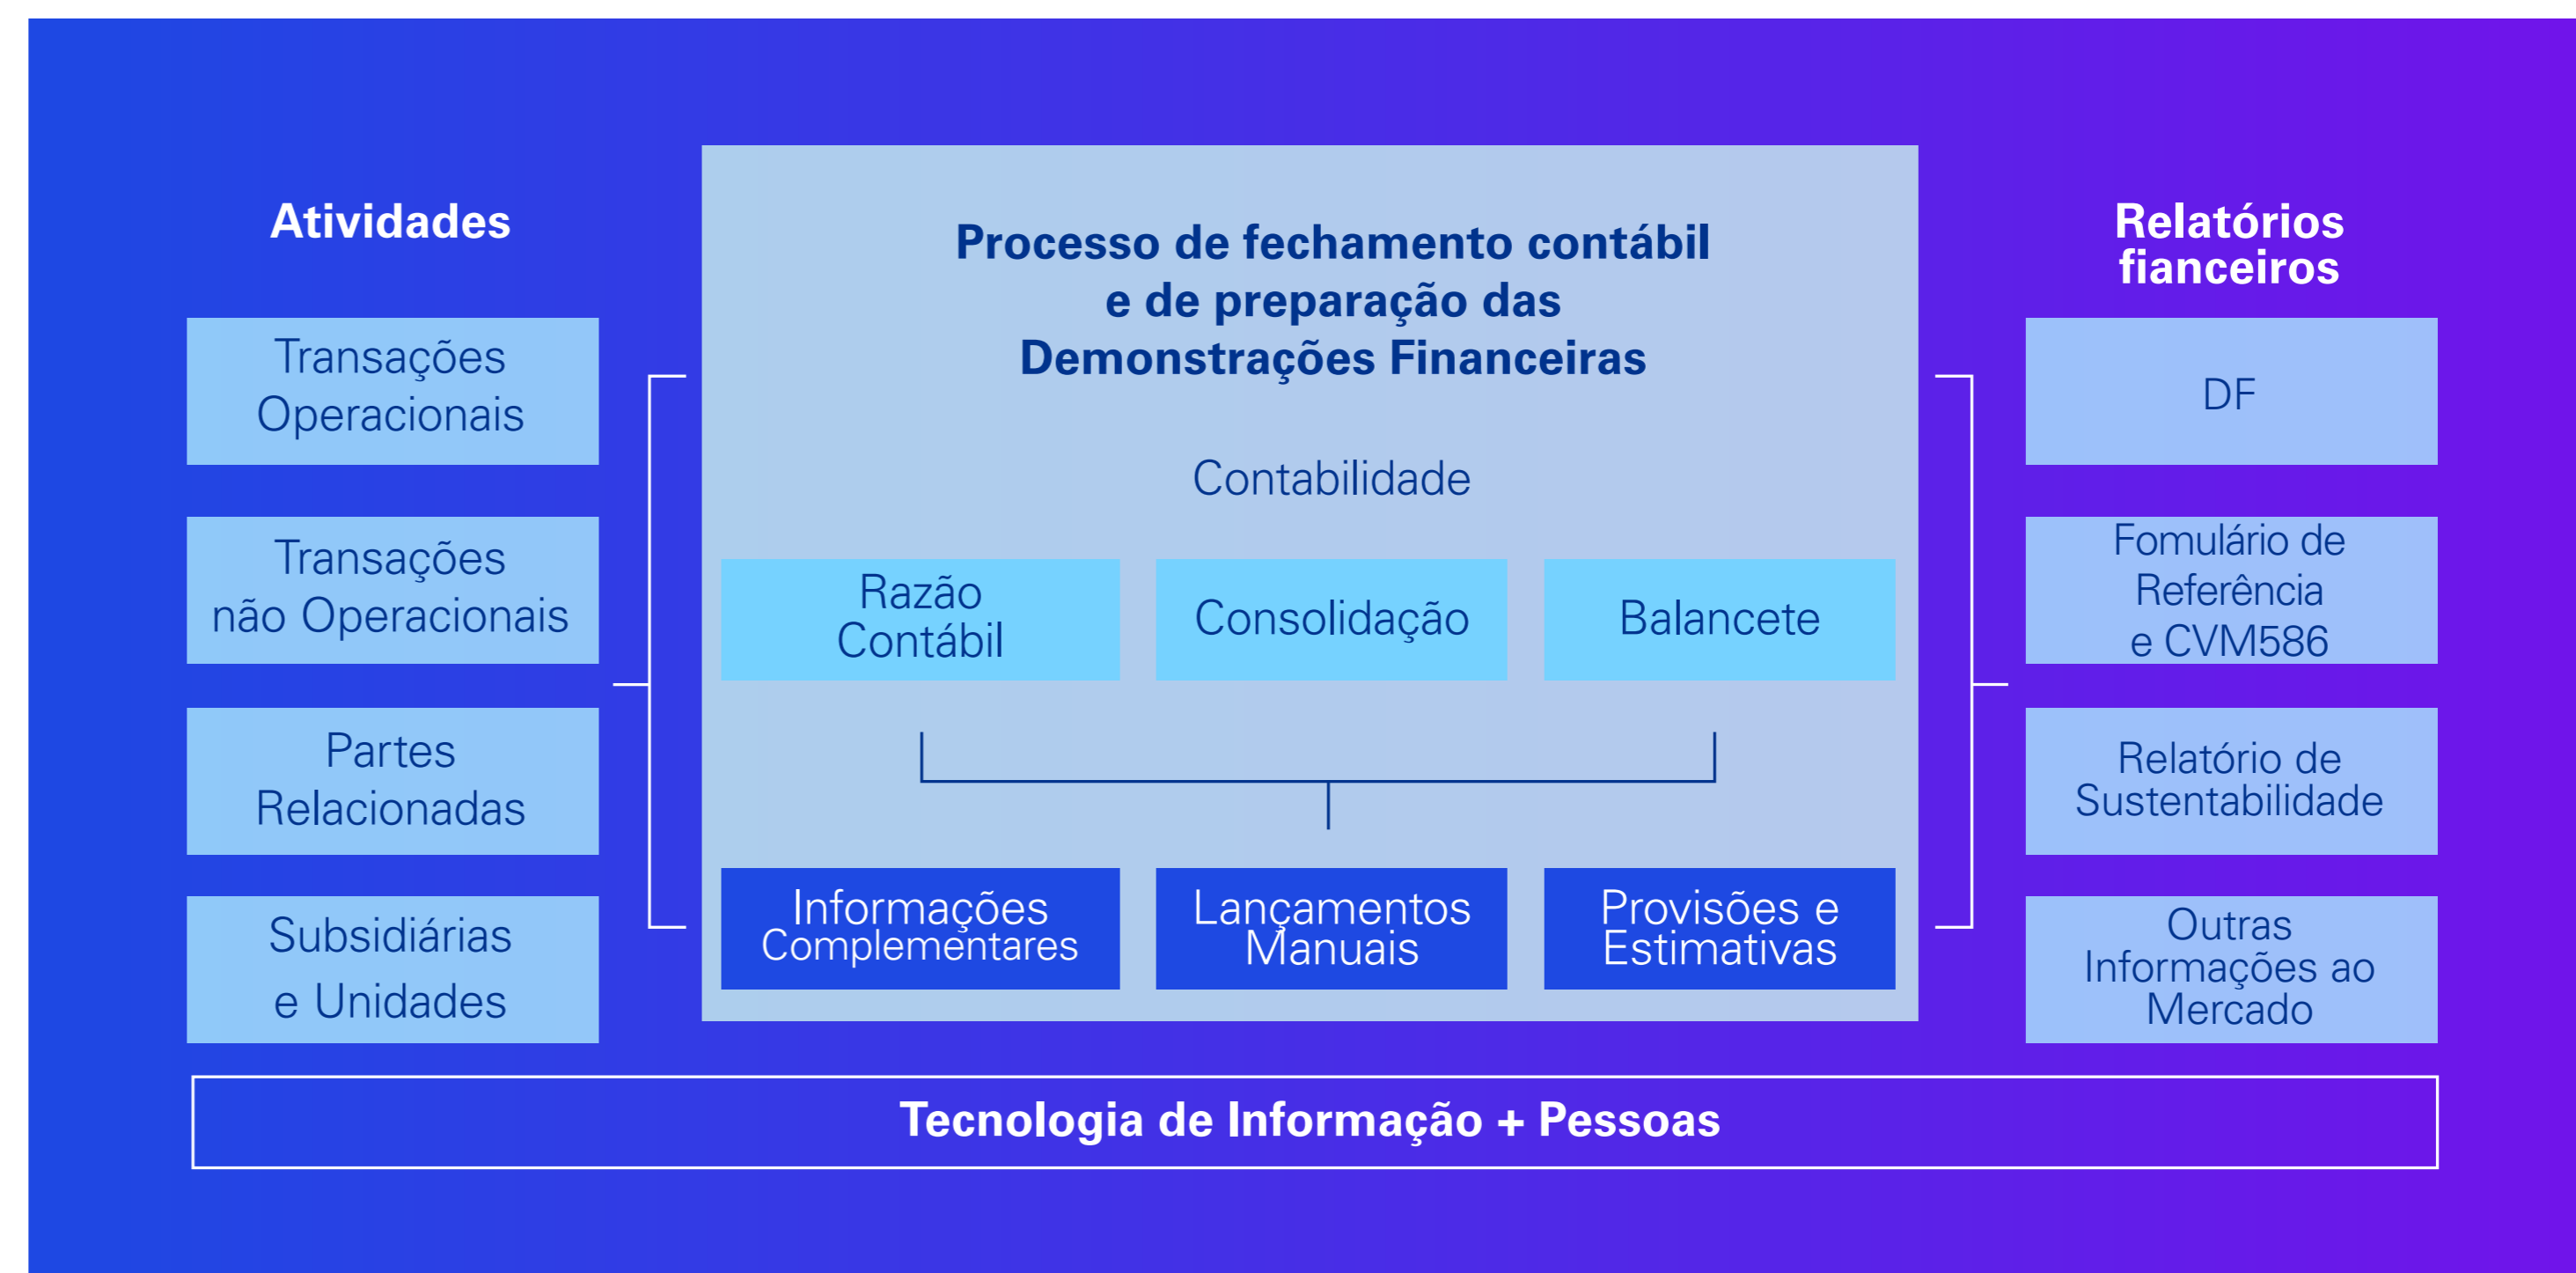 Atividades
Transações
Operacionais
Transações
não Operacionais
Partes
Relacionadas
Subsidiárias
e Unidades
Processo de fechamento contábil
e de preparação das
Demonstrações Financeiras
Contabilidade
Razão
Contábil
Consolidação
Balancete
Informações
Complementares
Lançamentos
Manuais
Provisões e
Estimativas
Relatórios
fianceiros
DF
Fomulário de
Referência
e CVM586
Relatório de
Sustentabilidade
Outras
Informações ao
Mercado
Tecnologia de Informação + Pessoas